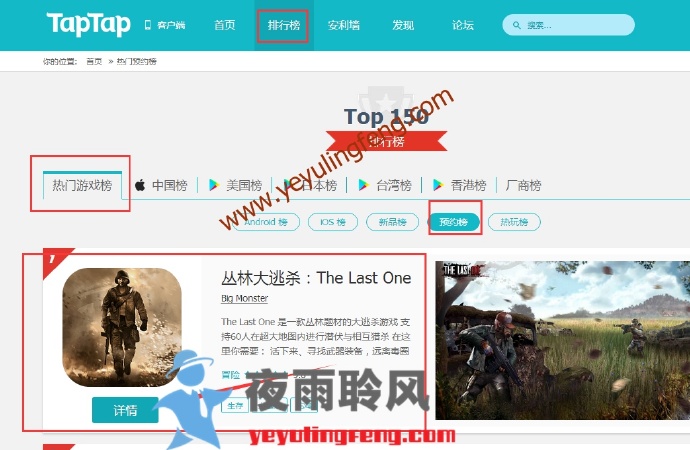 TapTap 客户端 首页 排行榜 安利墙 发现 论坛 搜索...
你的位置: 首页 » 热门预约榜
Top 150
排行榜
www.yeyulingfeng.com
热门游戏榜 中国榜 美国榜 日本榜 台湾榜 香港榜 厂商榜
Android 榜 iOS 榜 新品榜 预约榜 热玩榜
1
丛林大逃杀：The Last One
Big Monster
The Last One 是一款丛林题材的大逃杀游戏 支
持60人在超大地图内进行潜伏与相互猎杀 在这
里你需要： 活下来、寻找武器装备，远离毒圈
冒险
生存
详情
THE LAST ONE
夜雨聆风
yeyulingfeng.com